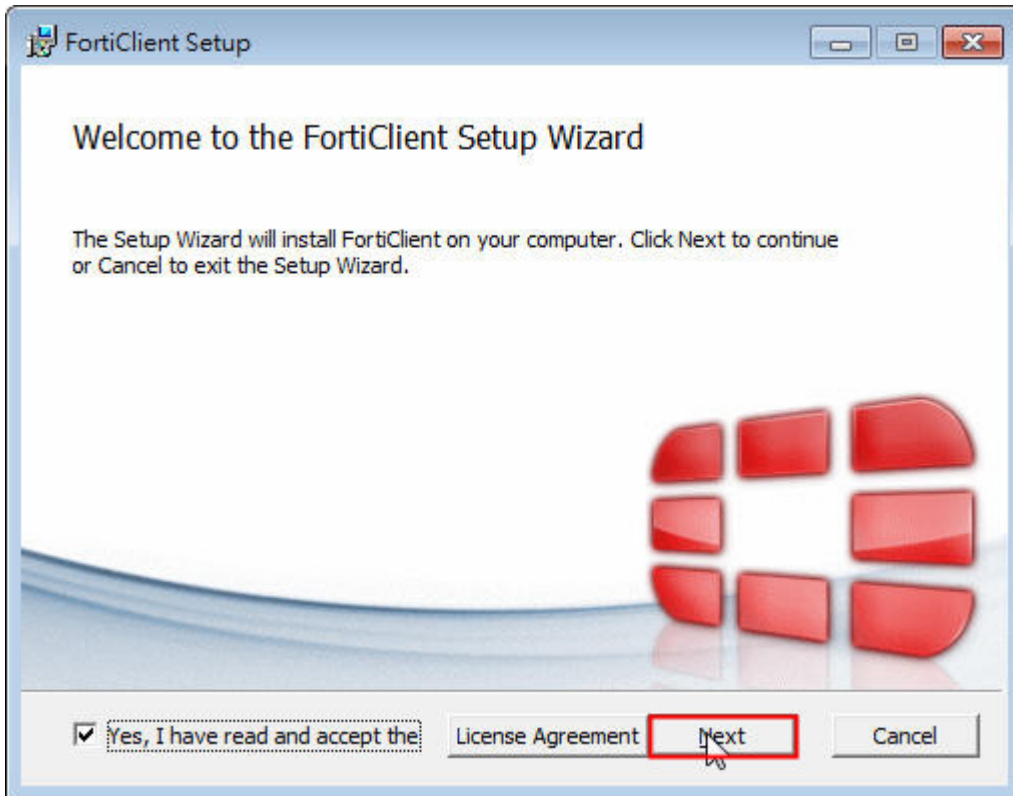 FortiClient Setup
Welcome to the FortiClient Setup Wizard
The Setup Wizard will install FortiClient on your computer. Click Next to continue
or Cancel to exit the Setup Wizard.
Yes, I have read and accept the License Agreement Next Cancel